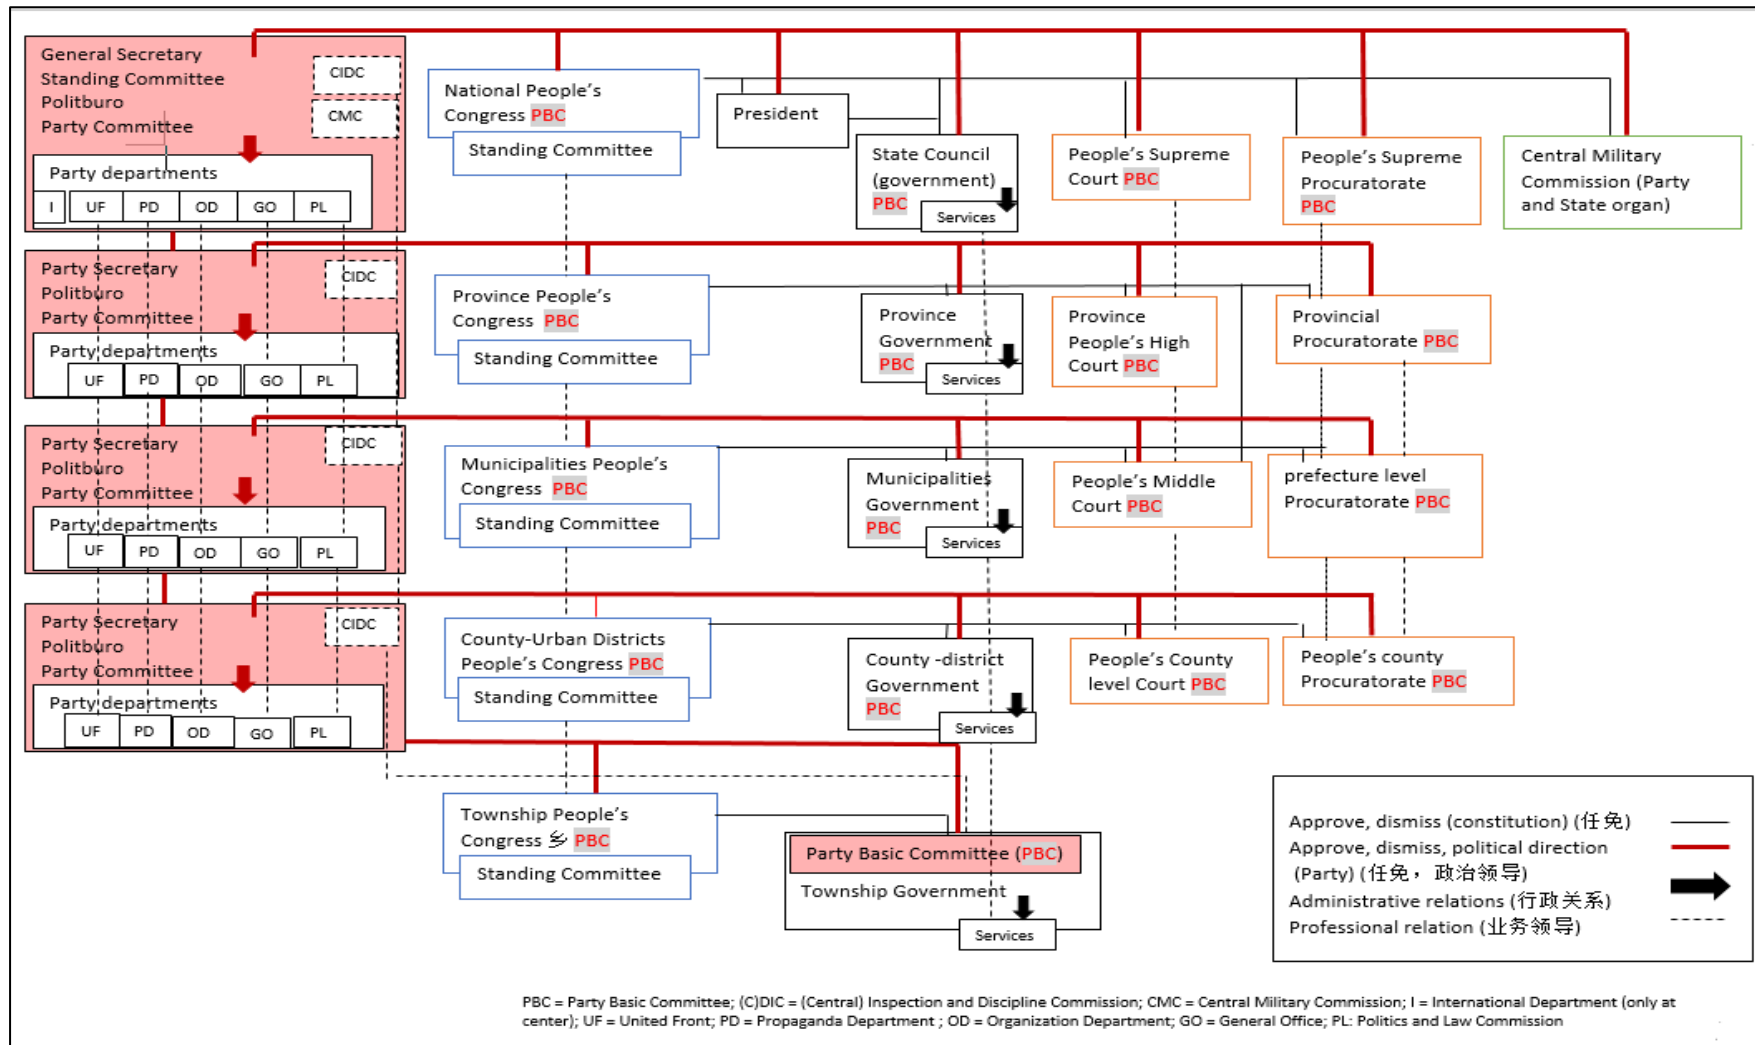 General Secretary
Standing Committee
Politburo
Party Committee
CIDC
CMC
Party departments
I UF PD OD GO PL
National People's
Congress PBC
Standing Committee
President
State Council
(government)
PBC
Services
People's Supreme
Court PBC
People's Supreme
Procuratorate
PBC
Central Military
Commission (Party
and State organ)
Party Secretary
Politburo
Party Committee
CIDC
Party departments
UF PD OD GO PL
Province People's
Congress PBC
Standing Committee
Province
Government
PBC
Services
Province
People's High
Court PBC
Provincial
Procuratorate PBC
Party Secretary
Politburo
Party Committee
CIDC
Party departments
UF PD OD GO PL
Municipalities People's
Congress PBC
Standing Committee
Municipalities
Government
PBC
Services
People's Middle
Court PBC
prefecture level
Procuratorate PBC
Party Secretary
Politburo
Party Committee
CIDC
Party departments
UF PD OD GO PL
County-Urban Districts
People's Congress PBC
Standing Committee
County -district
Government
PBC
Services
People's County
level Court PBC
People's county
Procuratorate PBC
Township People's
Congress 乡 PBC
Standing Committee
Party Basic Committee (PBC)
Township Government
Services
Approve, dismiss (constitution) (任免)
Approve, dismiss, political direction
(Party) (任免，政治领导)
Administrative relations (行政关系)
Professional relation (业务领导)
PBC = Party Basic Committee; (C)DIC = (Central) Inspection and Discipline Commission; CMC = Central Military Commission; I = International Department (only at
center); UF = United Front; PD = Propaganda Department ; OD = Organization Department; GO = General Office; PL: Politics and Law Commission